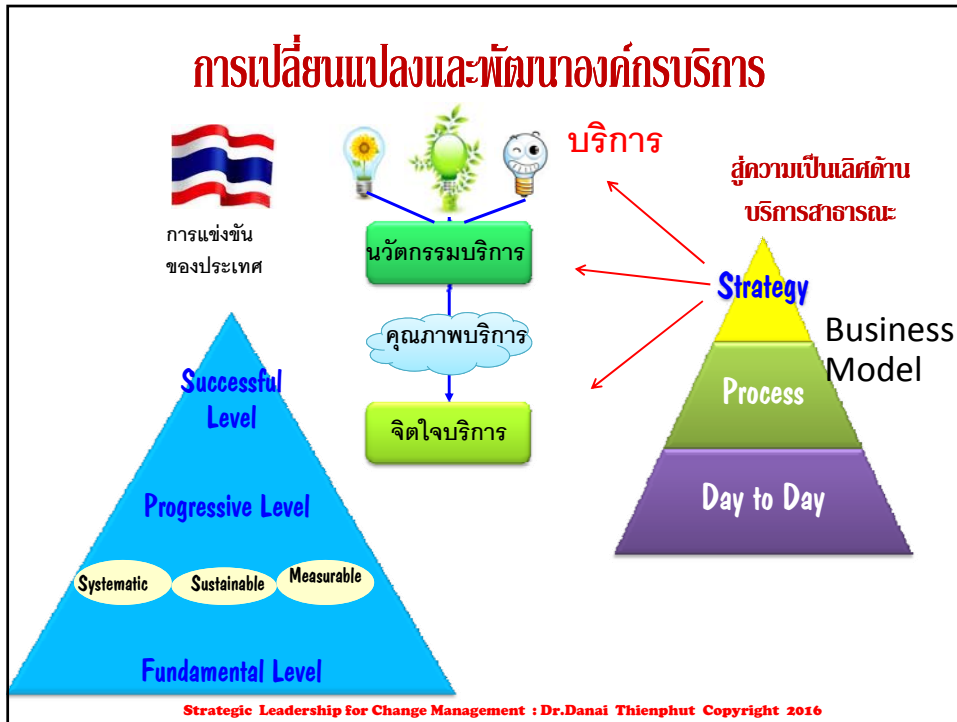 การเปลี่ยนแปลงและพัฒนาองค์กรบริการ
บริการ
สู่ความเป็นเลิศด้าน
บริการสาธารณะ
การแข่งขัน
ของประเทศ
นวัตกรรมบริการ
คุณภาพบริการ
จิตใจบริการ
Strategy
Business
Model
Process
Day to Day
Successful
Level
Progressive Level
Systematic
Sustainable
Measurable
Fundamental Level
Strategic Leadership for Change Management : Dr.Danai Thienphut Copyright 2016